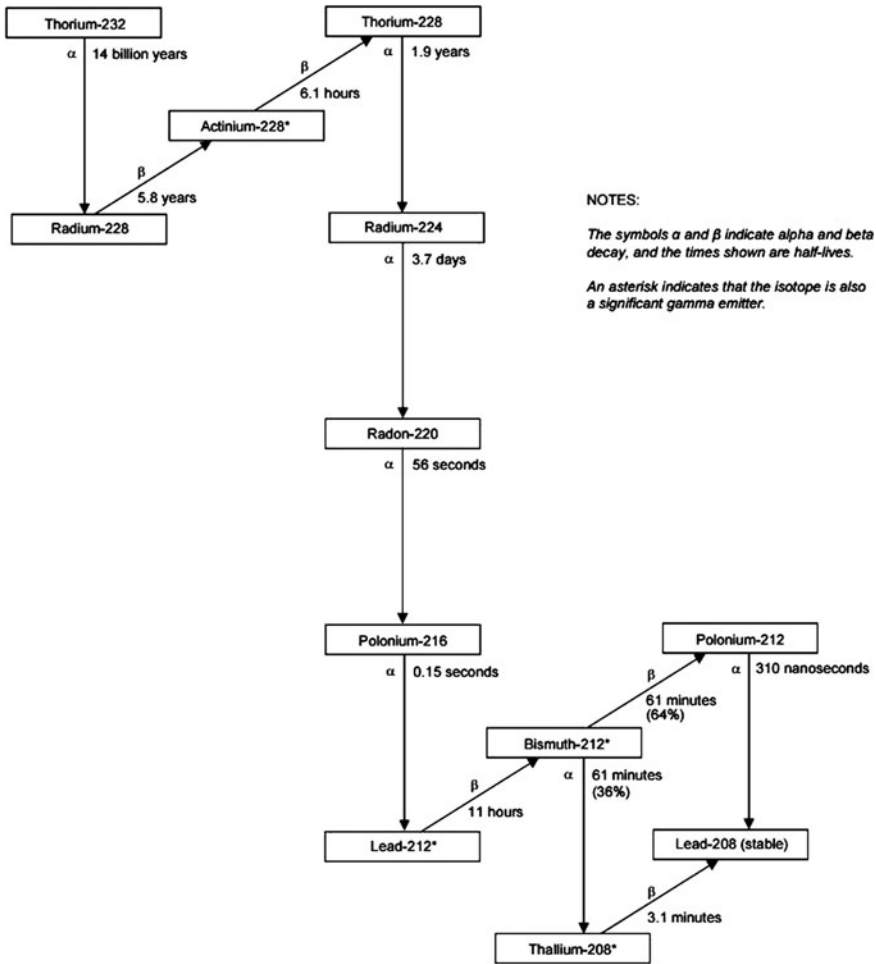 Thorium-232
α 14 billion years
Thorium-228
α 1.9 years
β
6.1 hours
Actinium-228*
β
5.8 years
Radium-228
Radium-224
α 3.7 days
NOTES:
The symbols α and β indicate alpha and beta
decay, and the times shown are half-lives.
An asterisk indicates that the isotope is also
a significant gamma emitter.
Radon-220
α 56 seconds
Polonium-216
α 0.15 seconds
Polonium-212
α 310 nanoseconds
β
61 minutes
(64%)
Bismuth-212*
α 61 minutes
(36%)
β
11 hours
Lead-212*
Lead-208 (stable)
β
3.1 minutes
Thallium-208*